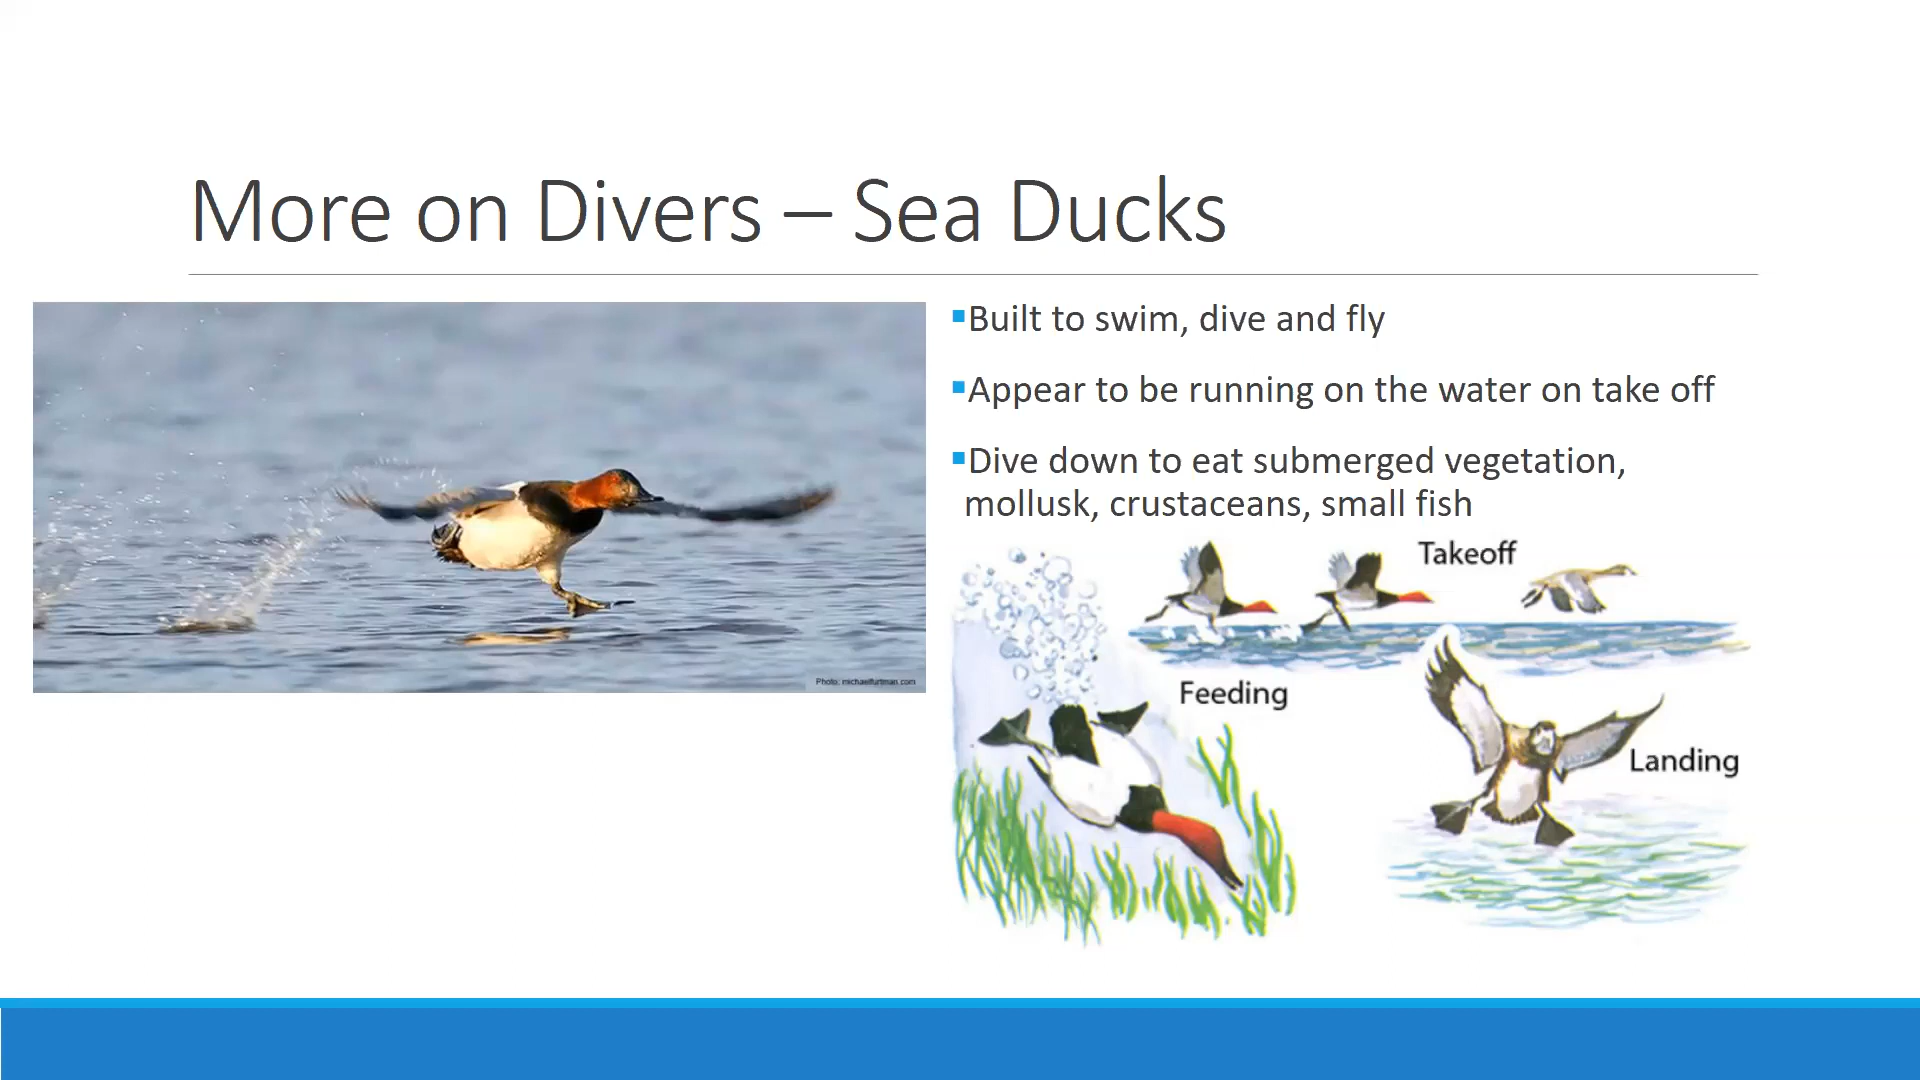 More on Divers – Sea Ducks
▪Built to swim, dive and fly
▪Appear to be running on the water on take off
▪Dive down to eat submerged vegetation,
mollusk, crustaceans, small fish
Takeoff
Feeding
Landing
Photo: michaelfurtman.com